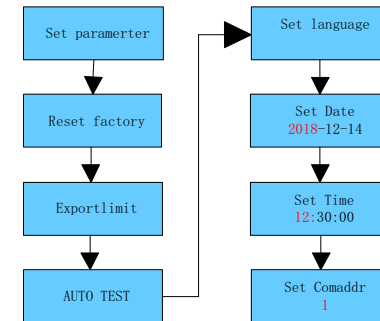 Set paramerter
Reset factory
Exportlimit
AUTO TEST
Set language
Set Date
2018-12-14
Set Time
12:30:00
Set Comaddr
1